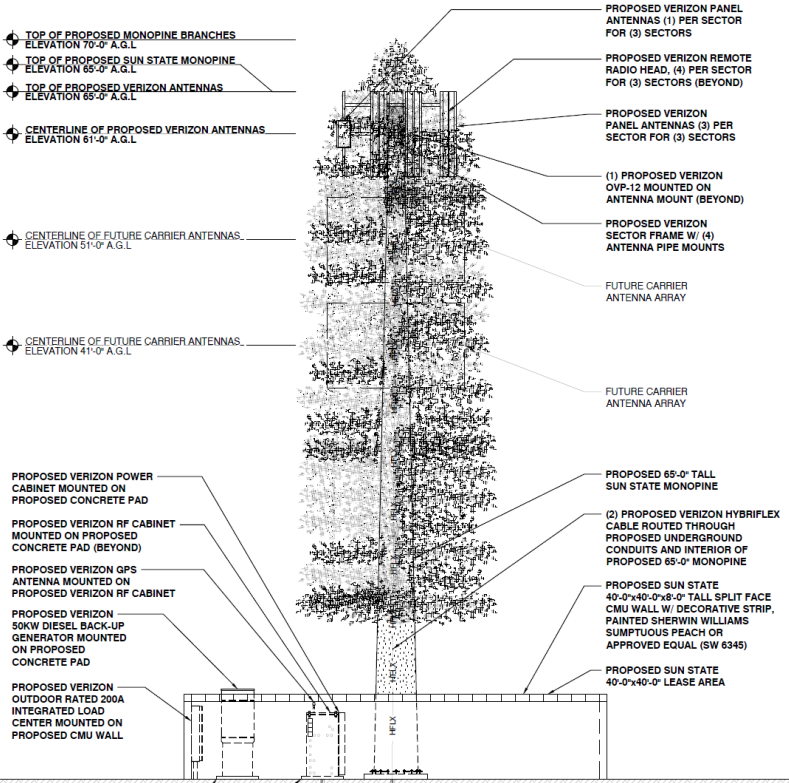 TOP OF PROPOSED MONOPINE BRANCHES
ELEVATION 70'-0" A.G.L
TOP OF PROPOSED SUN STATE MONOPINE
ELEVATION 65'-0" A.G.L
TOP OF PROPOSED VERIZON ANTENNAS
ELEVATION 65'-0" A.G.L
CENTERLINE OF PROPOSED VERIZON ANTENNAS
ELEVATION 61'-0" A.G.L
CENTERLINE OF FUTURE CARRIER ANTENNAS
ELEVATION 51'-0" A.G.L
CENTERLINE OF FUTURE CARRIER ANTENNAS
ELEVATION 41'-0" A.G.L
PROPOSED VERIZON POWER
CABINET MOUNTED ON
PROPOSED CONCRETE PAD
PROPOSED VERIZON RF CABINET
MOUNTED ON PROPOSED
CONCRETE PAD (BEYOND)
PROPOSED VERIZON GPS
ANTENNA MOUNTED ON
PROPOSED VERIZON RF CABINET
PROPOSED VERIZON
50KW DIESEL BACK-UP
GENERATOR MOUNTED
ON PROPOSED
CONCRETE PAD
PROPOSED VERIZON
OUTDOOR RATED 200A
INTEGRATED LOAD
CENTER MOUNTED ON
PROPOSED CMU WALL
PROPOSED VERIZON PANEL
ANTENNAS (1) PER SECTOR
FOR (3) SECTORS
PROPOSED VERIZON REMOTE
RADIO HEAD, (4) PER SECTOR
FOR (3) SECTORS (BEYOND)
PROPOSED VERIZON
PANEL ANTENNAS (3) PER
SECTOR FOR (3) SECTORS
(1) PROPOSED VERIZON
OVP-12 MOUNTED ON
ANTENNA MOUNT (BEYOND)
PROPOSED VERIZON
SECTOR FRAME W/ (4)
ANTENNA PIPE MOUNTS
FUTURE CARRIER
ANTENNA ARRAY
FUTURE CARRIER
ANTENNA ARRAY
PROPOSED 65'-0" TALL
SUN STATE MONOPINE
(2) PROPOSED VERIZON HYBRIFLEX
CABLE ROUTED THROUGH
PROPOSED UNDERGROUND
CONDUITS AND INTERIOR OF
PROPOSED 65'-0" MONOPINE
PROPOSED SUN STATE
40'-0"x40'-0"x8'-0" TALL SPLIT FACE
CMU WALL W/ DECORATIVE STRIP,
PAINTED SHERWIN WILLIAMS
SUMPTUOUS PEACH OR
APPROVED EQUAL (SW 6345)
PROPOSED SUN STATE
40'-0"x40'-0" LEASE AREA
HFLX
HFLX